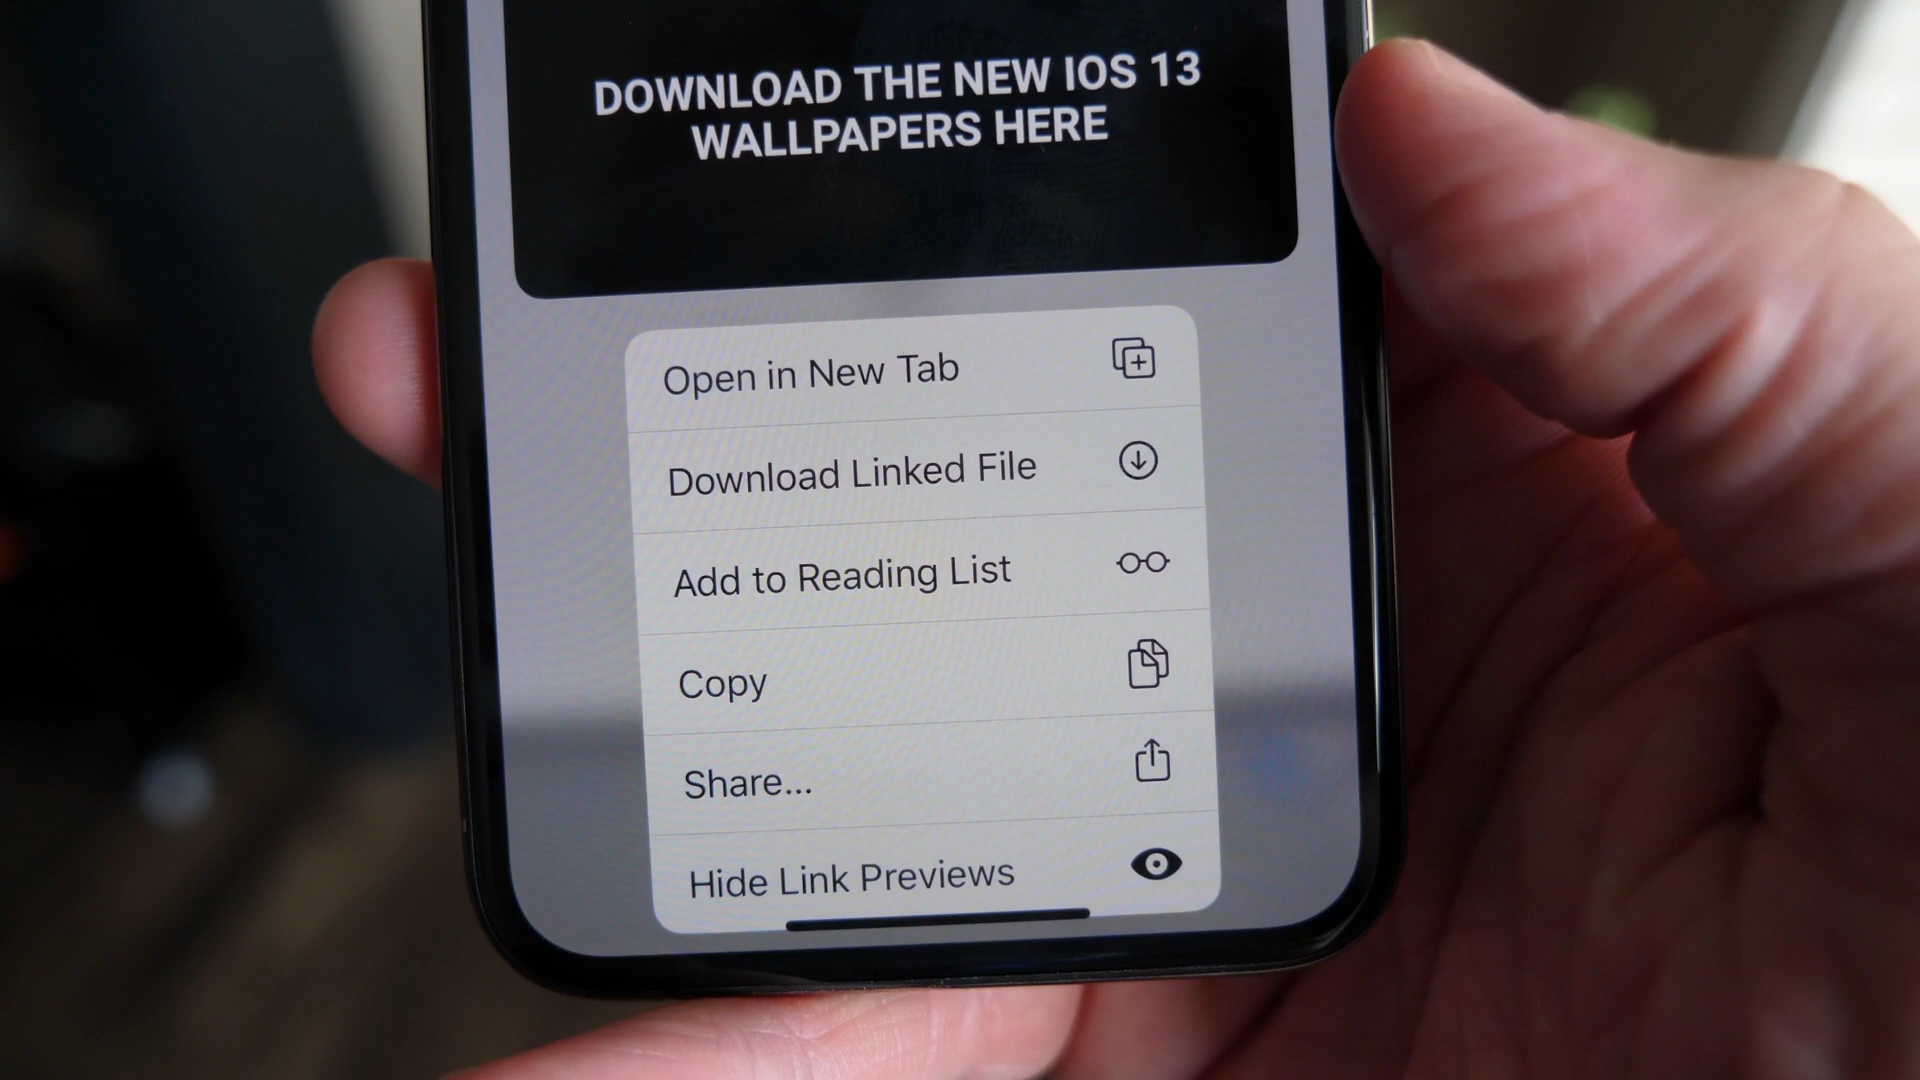 DOWNLOAD THE NEW IOS 13
WALLPAPERS HERE
Open in New Tab
Download Linked File
Add to Reading List
Copy
Share...
Hide Link Previews